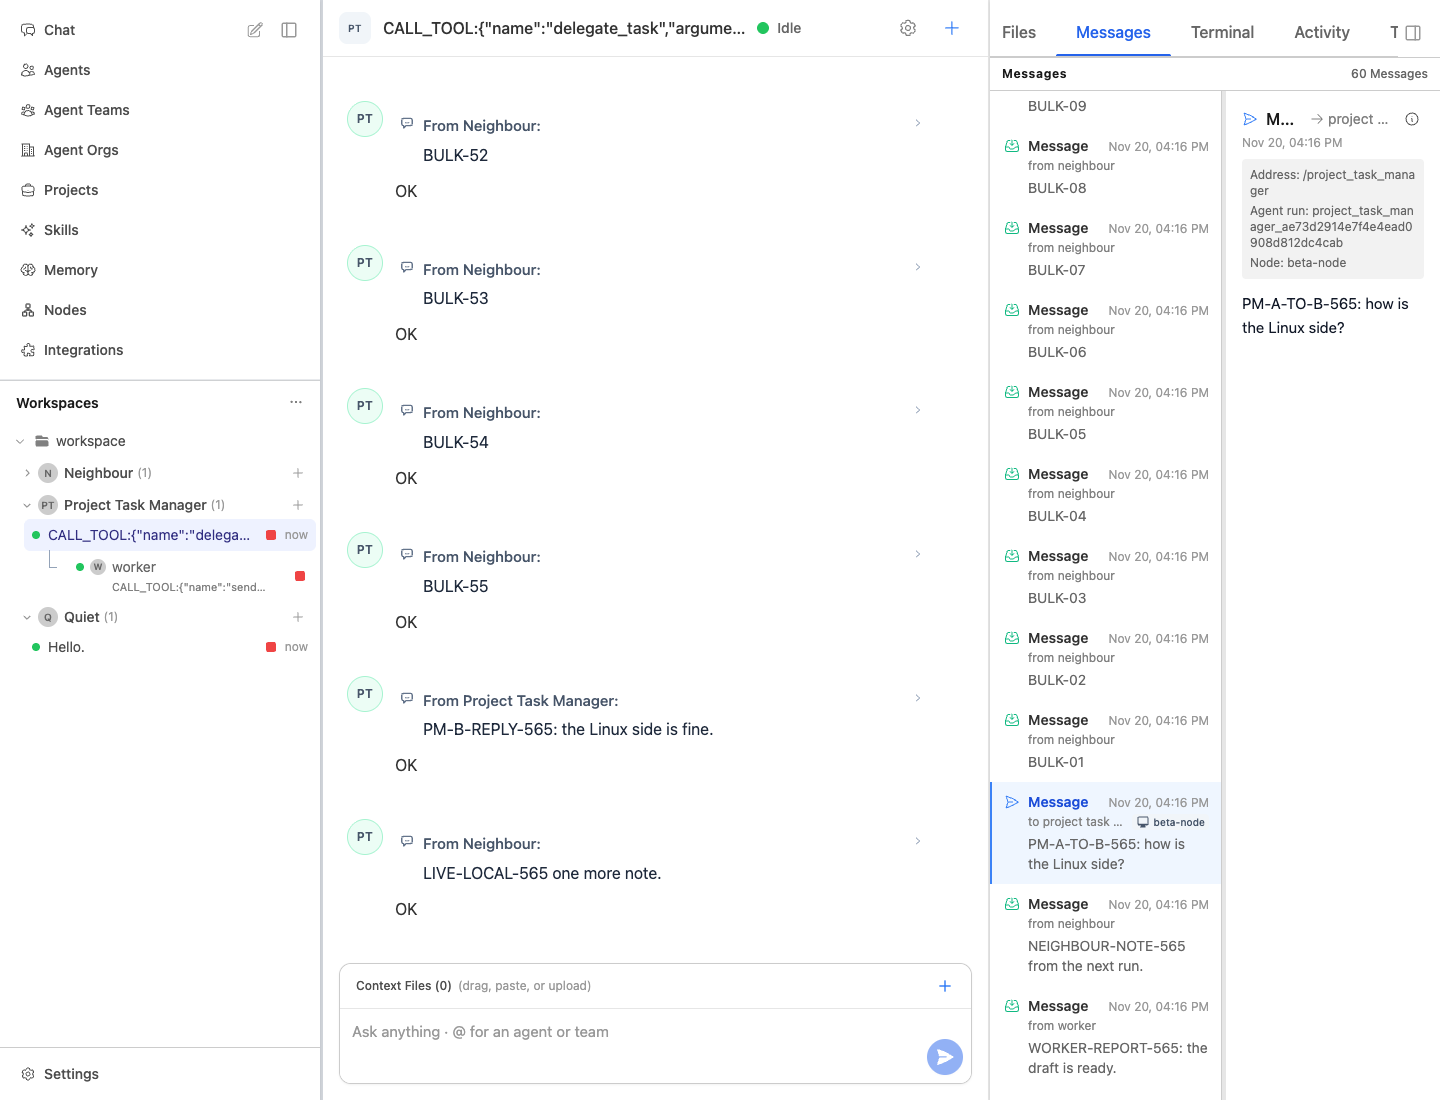 Chat
Agents
Agent Teams
Agent Orgs
Projects
Skills
Memory
Nodes
Integrations
Workspaces
workspace
N Neighbour (1)
PT Project Task Manager (1)
CALL_TOOL:{"name":"delega... now
W worker
CALL_TOOL:{"name":"send...
Q Quiet (1)
Hello. now
Settings
PT CALL_TOOL:{"name":"delegate_task","argume... Idle
PT From Neighbour:
BULK-52
OK
PT From Neighbour:
BULK-53
OK
PT From Neighbour:
BULK-54
OK
PT From Neighbour:
BULK-55
OK
PT From Project Task Manager:
PM-B-REPLY-565: the Linux side is fine.
OK
PT From Neighbour:
LIVE-LOCAL-565 one more note.
OK
Context Files (0) (drag, paste, or upload)
Ask anything · @ for an agent or team
Files Messages Terminal Activity T
Messages 60 Messages
BULK-09
Message Nov 20, 04:16 PM
from neighbour
BULK-08
Message Nov 20, 04:16 PM
from neighbour
BULK-07
Message Nov 20, 04:16 PM
from neighbour
BULK-06
Message Nov 20, 04:16 PM
from neighbour
BULK-05
Message Nov 20, 04:16 PM
from neighbour
BULK-04
Message Nov 20, 04:16 PM
from neighbour
BULK-03
Message Nov 20, 04:16 PM
from neighbour
BULK-02
Message Nov 20, 04:16 PM
from neighbour
BULK-01
Message Nov 20, 04:16 PM
to project task ... beta-node
PM-A-TO-B-565: how is
the Linux side?
Message Nov 20, 04:16 PM
from neighbour
NEIGHBOUR-NOTE-565
from the next run.
Message Nov 20, 04:16 PM
from worker
WORKER-REPORT-565: the
draft is ready.
M... → project ...
Nov 20, 04:16 PM
Address: /project_task_mana
ger
Agent run: project_task_man
ager_ae73d2914e7f4e4ead0
908d812dc4cab
Node: beta-node
PM-A-TO-B-565: how is
the Linux side?